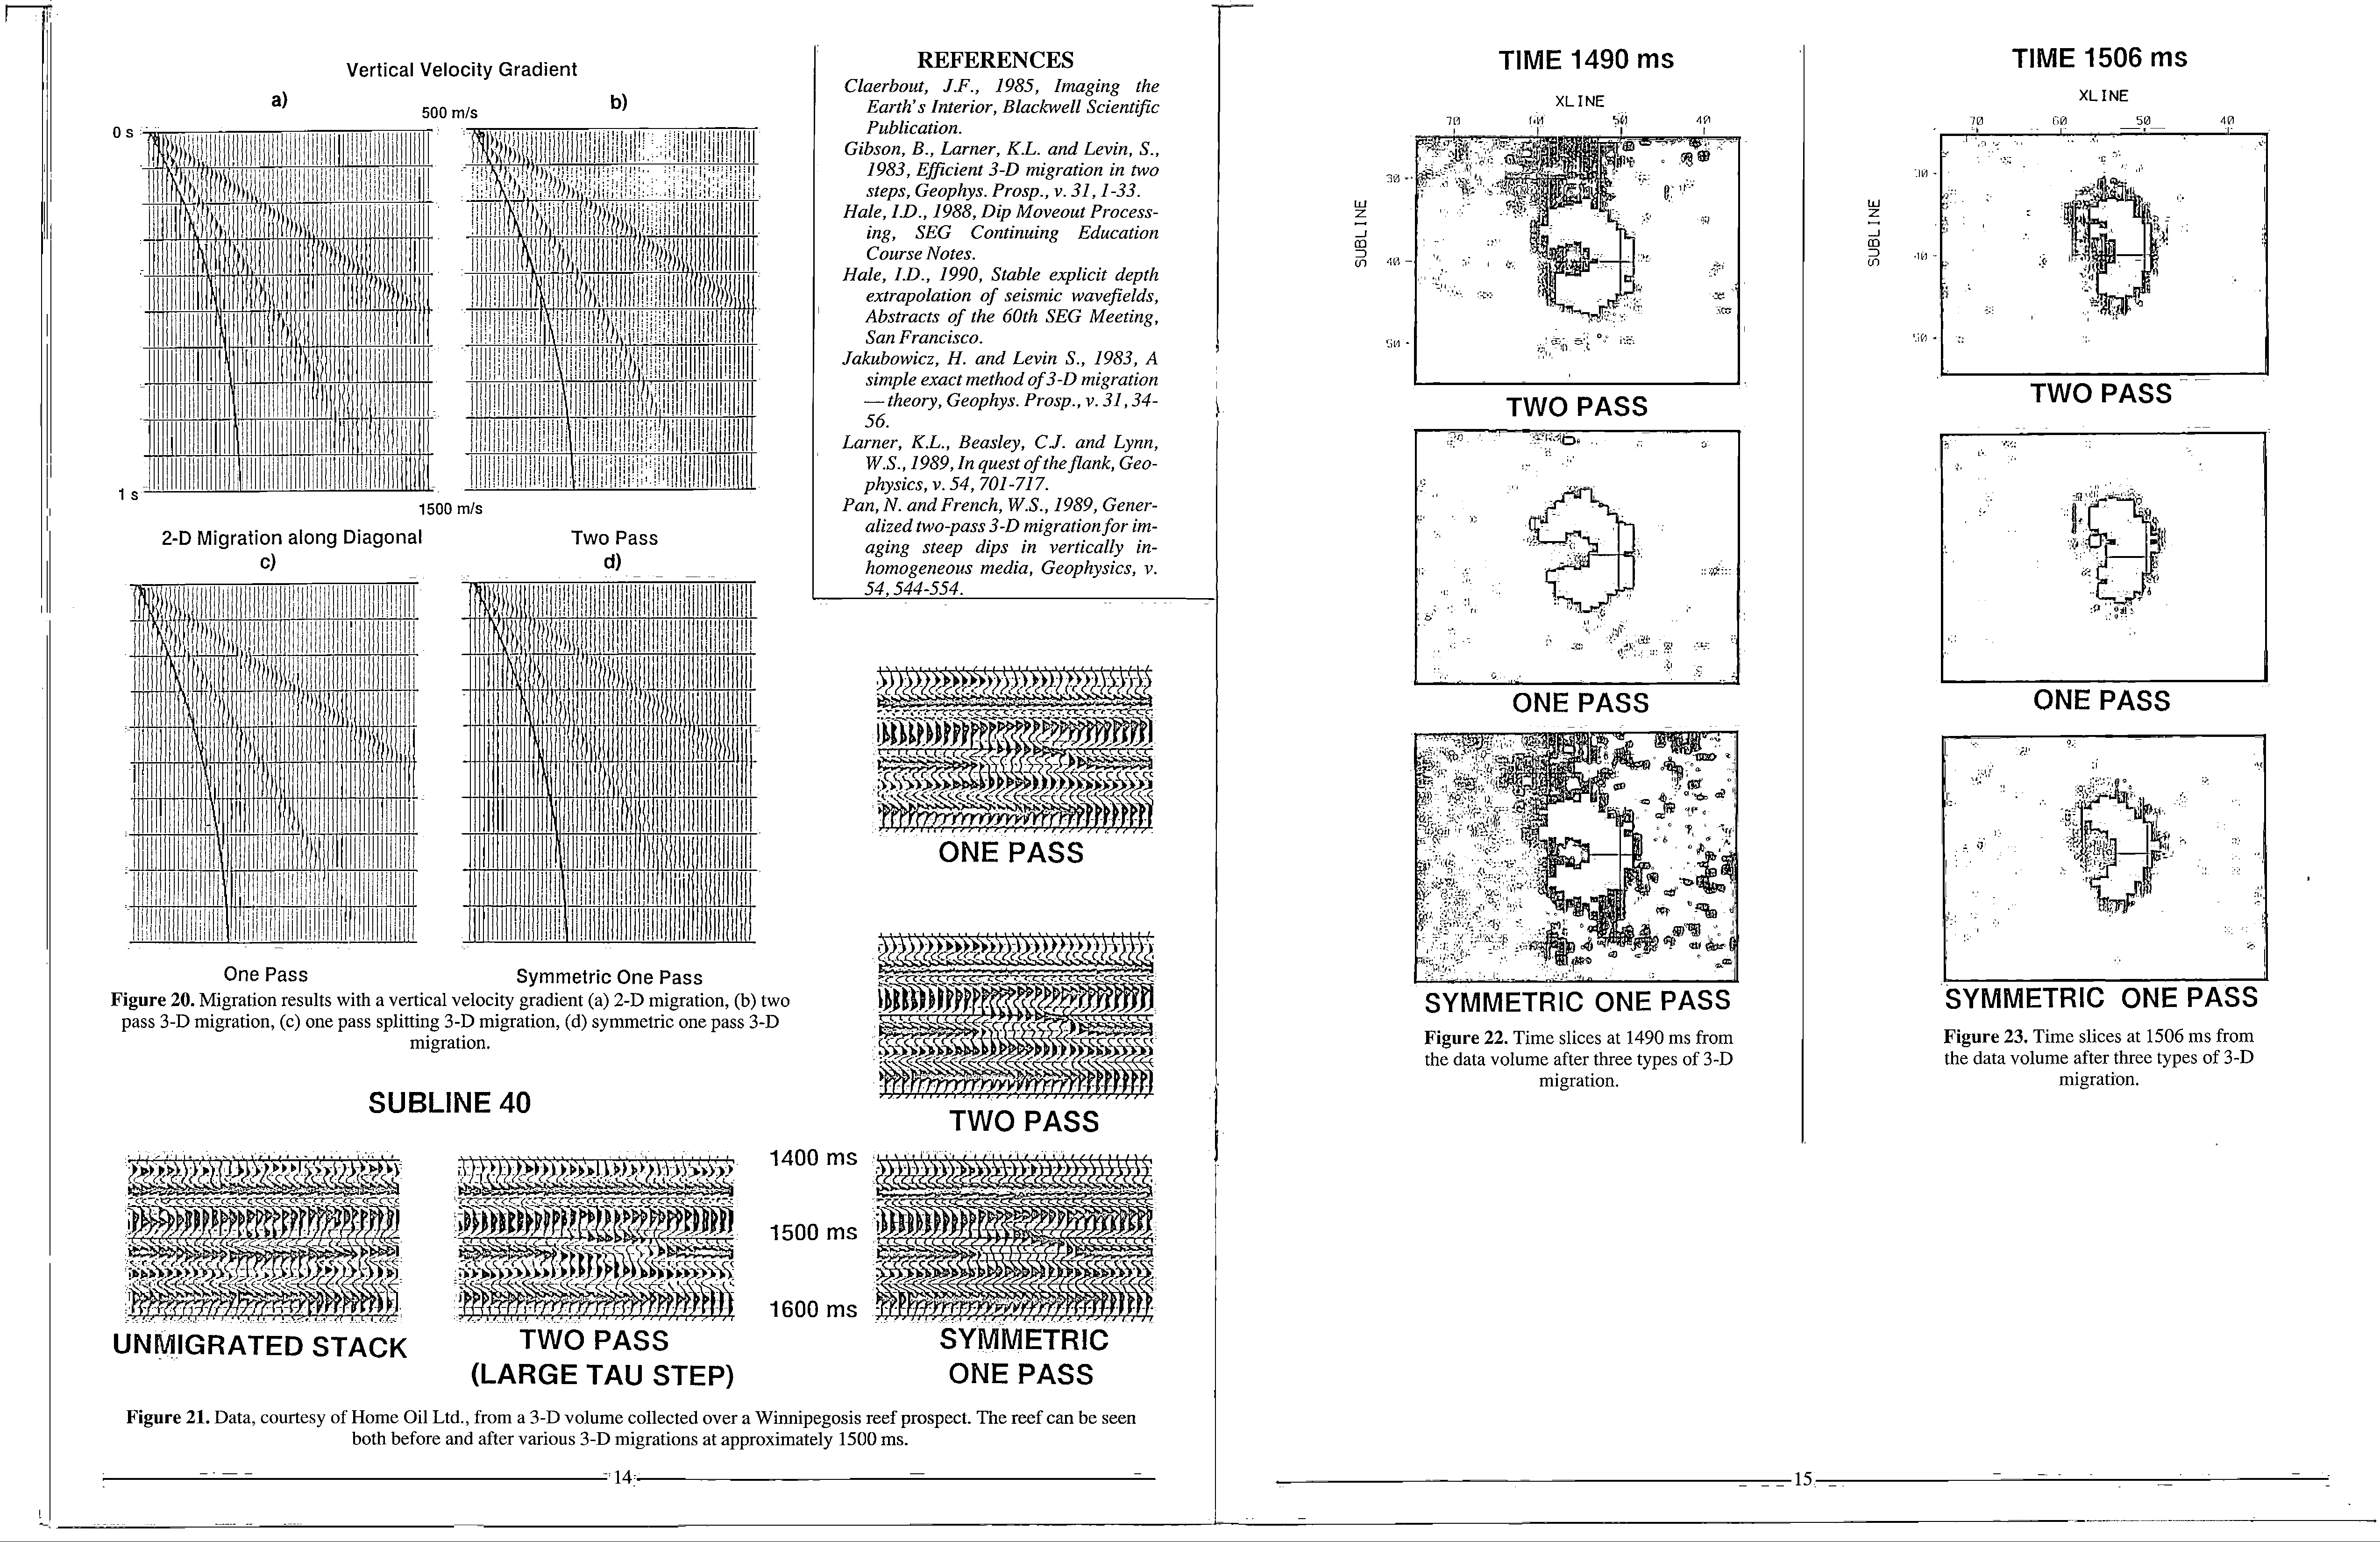 Vertical Velocity Gradient
a)
500 m/s
b)
0 s
1 s
1500 m/s
2-D Migration along Diagonal
Two Pass
c)
d)
One Pass
Symmetric One Pass
Figure 20. Migration results with a vertical velocity gradient (a) 2-D migration, (b) two
pass 3-D migration, (c) one pass splitting 3-D migration, (d) symmetric one pass 3-D
migration.
REFERENCES
Claerbout, J.F., 1985, Imaging the
Earth's Interior, Blackwell Scientific
Publication.
Gibson, B., Larner, K.L. and Levin, S.,
1983, Efficient 3-D migration in two
steps, Geophys. Prosp., v. 31, 1-33.
Hale, I.D., 1988, Dip Moveout Process-
ing, SEG Continuing Education
Course Notes.
Hale, I.D., 1990, Stable explicit depth
extrapolation of seismic wavefields,
Abstracts of the 60th SEG Meeting,
San Francisco.
Jakubowicz, H. and Levin S., 1983, A
simple exact method of 3-D migration
— theory, Geophys. Prosp., v. 31, 34-
56.
Larner, K.L., Beasley, C.J. and Lynn,
W.S., 1989, In quest of the flank, Geo-
physics, v. 54, 701-717.
Pan, N. and French, W.S., 1989, Gener-
alized two-pass 3-D migration for im-
aging steep dips in vertically in-
homogeneous media, Geophysics, v.
54, 544-554.
ONE PASS
TWO PASS
SUBLINE 40
1400 ms
1500 ms
1600 ms
UNMIGRATED STACK
TWO PASS
(LARGE TAU STEP)
SYMMETRIC
ONE PASS
Figure 21. Data, courtesy of Home Oil Ltd., from a 3-D volume collected over a Winnipegosis reef prospect. The reef can be seen
both before and after various 3-D migrations at approximately 1500 ms.
14
TIME 1490 ms
XLINE
70 60 50 40
SUBLINE
30
40
50
TWO PASS
ONE PASS
SYMMETRIC ONE PASS
Figure 22. Time slices at 1490 ms from
the data volume after three types of 3-D
migration.
TIME 1506 ms
XLINE
70 60 50 40
SUBLINE
30
40
50
TWO PASS
ONE PASS
SYMMETRIC ONE PASS
Figure 23. Time slices at 1506 ms from
the data volume after three types of 3-D
migration.
15